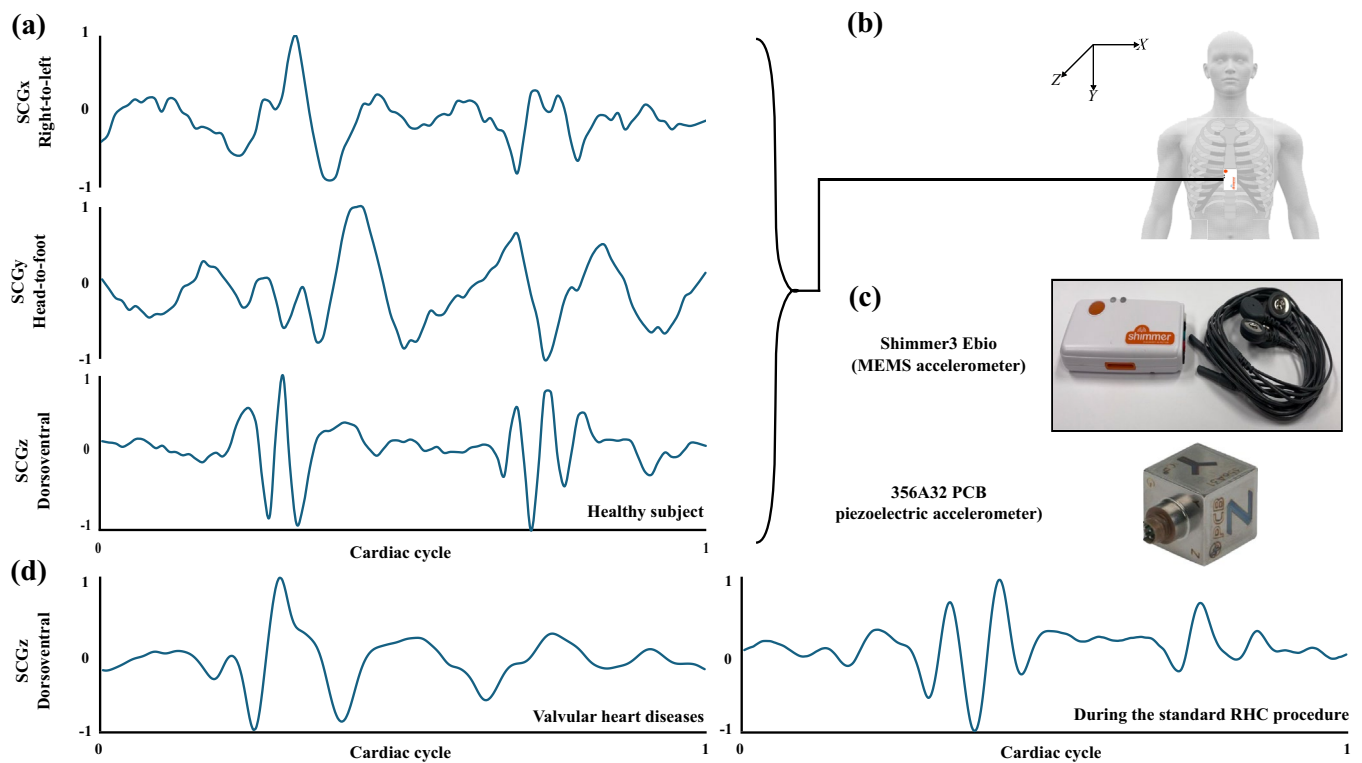 (a)
SCGx
Right-to-left
1
0
-1
SCGy
Head-to-foot
1
0
-1
SCGz
Dorsoventral
1
0
-1
Healthy subject
0
Cardiac cycle
1
(b)
X
Z
Y
(c)
Shimmer3 Ebio
(MEMS accelerometer)
shimmer
356A32 PCB
piezoelectric accelerometer)
Y
Z
PCB
Z
(d)
SCGz
Dorsoventral
1
0
-1
Valvular heart diseases
0
Cardiac cycle
1
1
0
-1
During the standard RHC procedure
0
Cardiac cycle
1